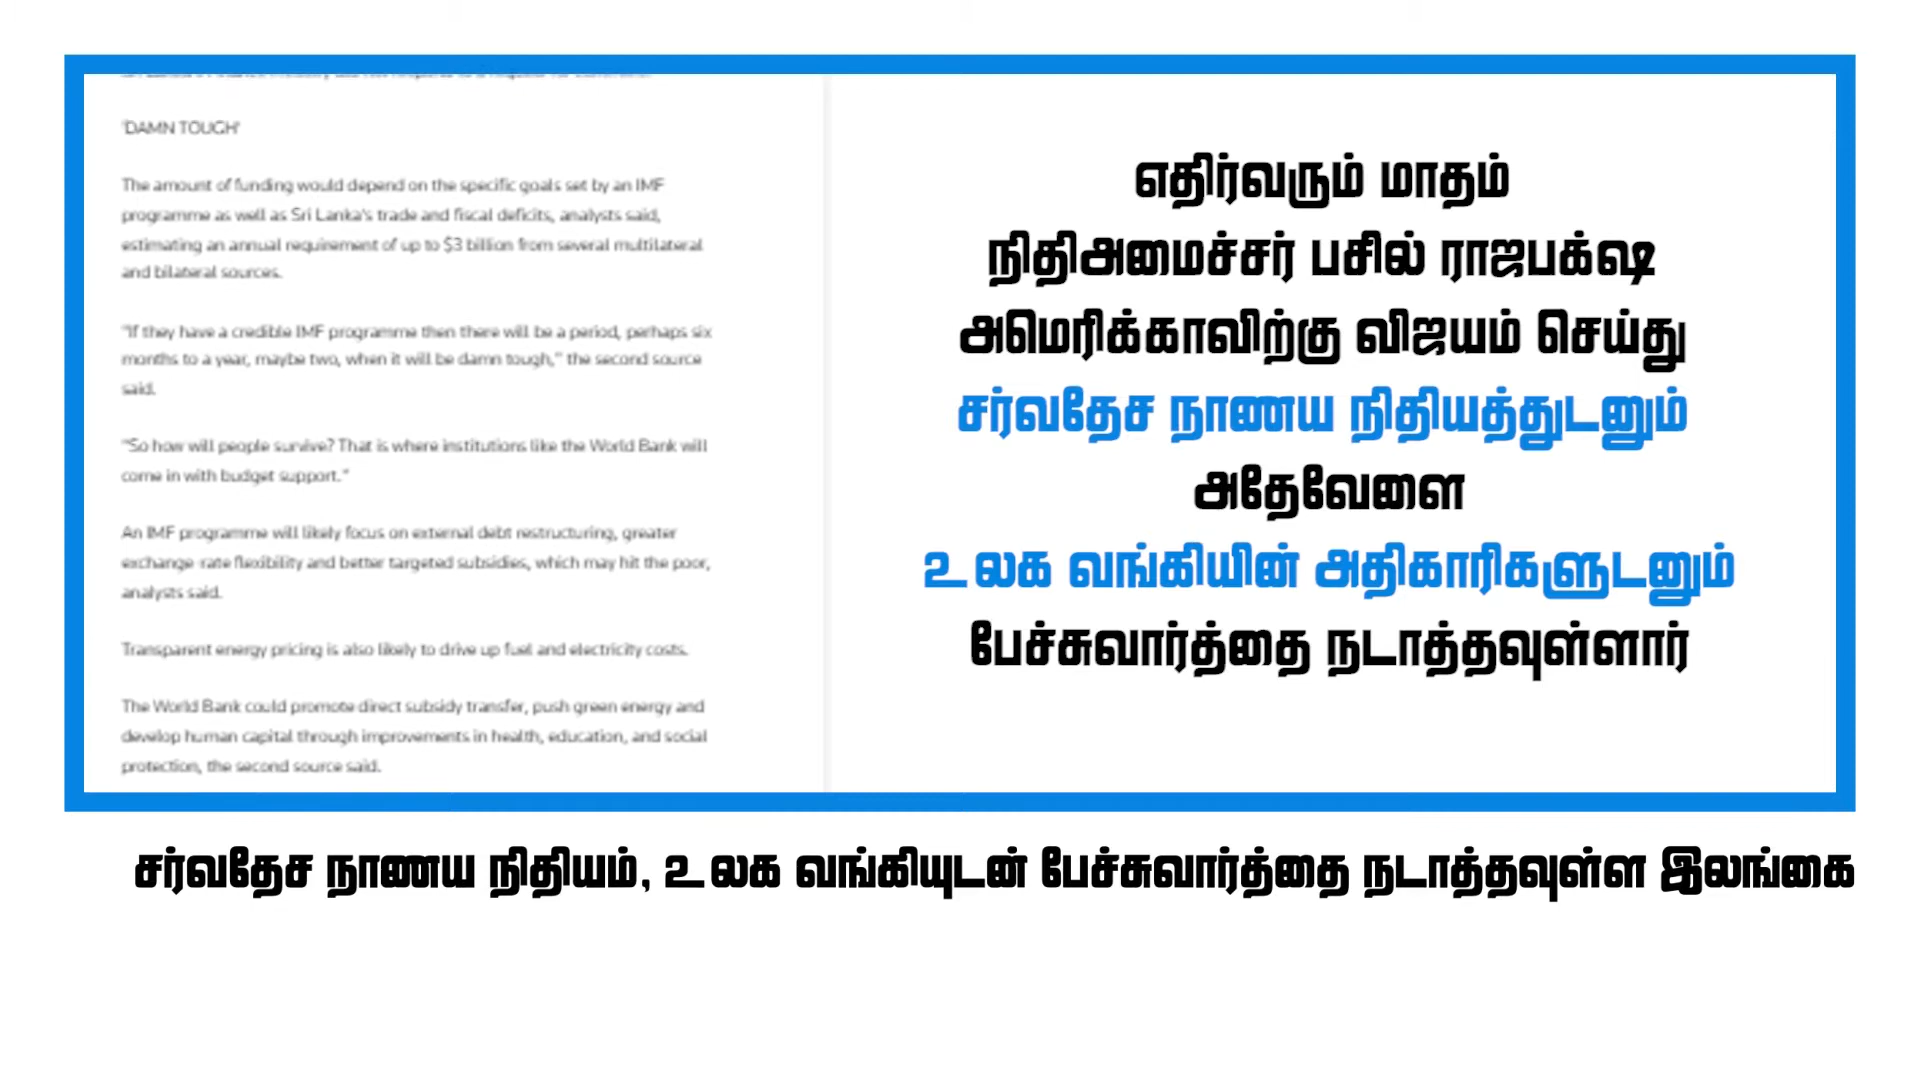 'DAMN TOUGH'
The amount of funding would depend on the specific goals set by an IMF
programme as well as Sri Lanka's trade and fiscal deficits, analysts said,
estimating an annual requirement of up to $3 billion from several multilateral
and bilateral sources.
"If they have a credible IMF programme then there will be a period, perhaps six
months to a year, maybe two, when it will be damn tough," the second source
said.
"So how will people survive? That is where institutions like the World Bank will
come in with budget support."
An IMF programme will likely focus on external debt restructuring, greater
exchange-rate flexibility and better targeted subsidies, which may hit the poor,
analysts said.
Transparent energy pricing is also likely to drive up fuel and electricity costs.
The World Bank could promote direct subsidy transfer, push green energy and
develop human capital through improvements in health, education, and social
protection, the second source said.
எதிர்வரும் மாதம்
நிதிஅமைச்சர் பசில் ராஜபக்ஷ
அமெரிக்காவிற்கு விஜயம் செய்து
சர்வதேச நாணய நிதியத்துடனும்
அதேவேளை
உலக வங்கியின் அதிகாரிகளுடனும்
பேச்சுவார்த்தை நடாத்தவுள்ளார்
சர்வதேச நாணய நிதியம், உலக வங்கியுடன் பேச்சுவார்த்தை நடாத்தவுள்ள இலங்கை